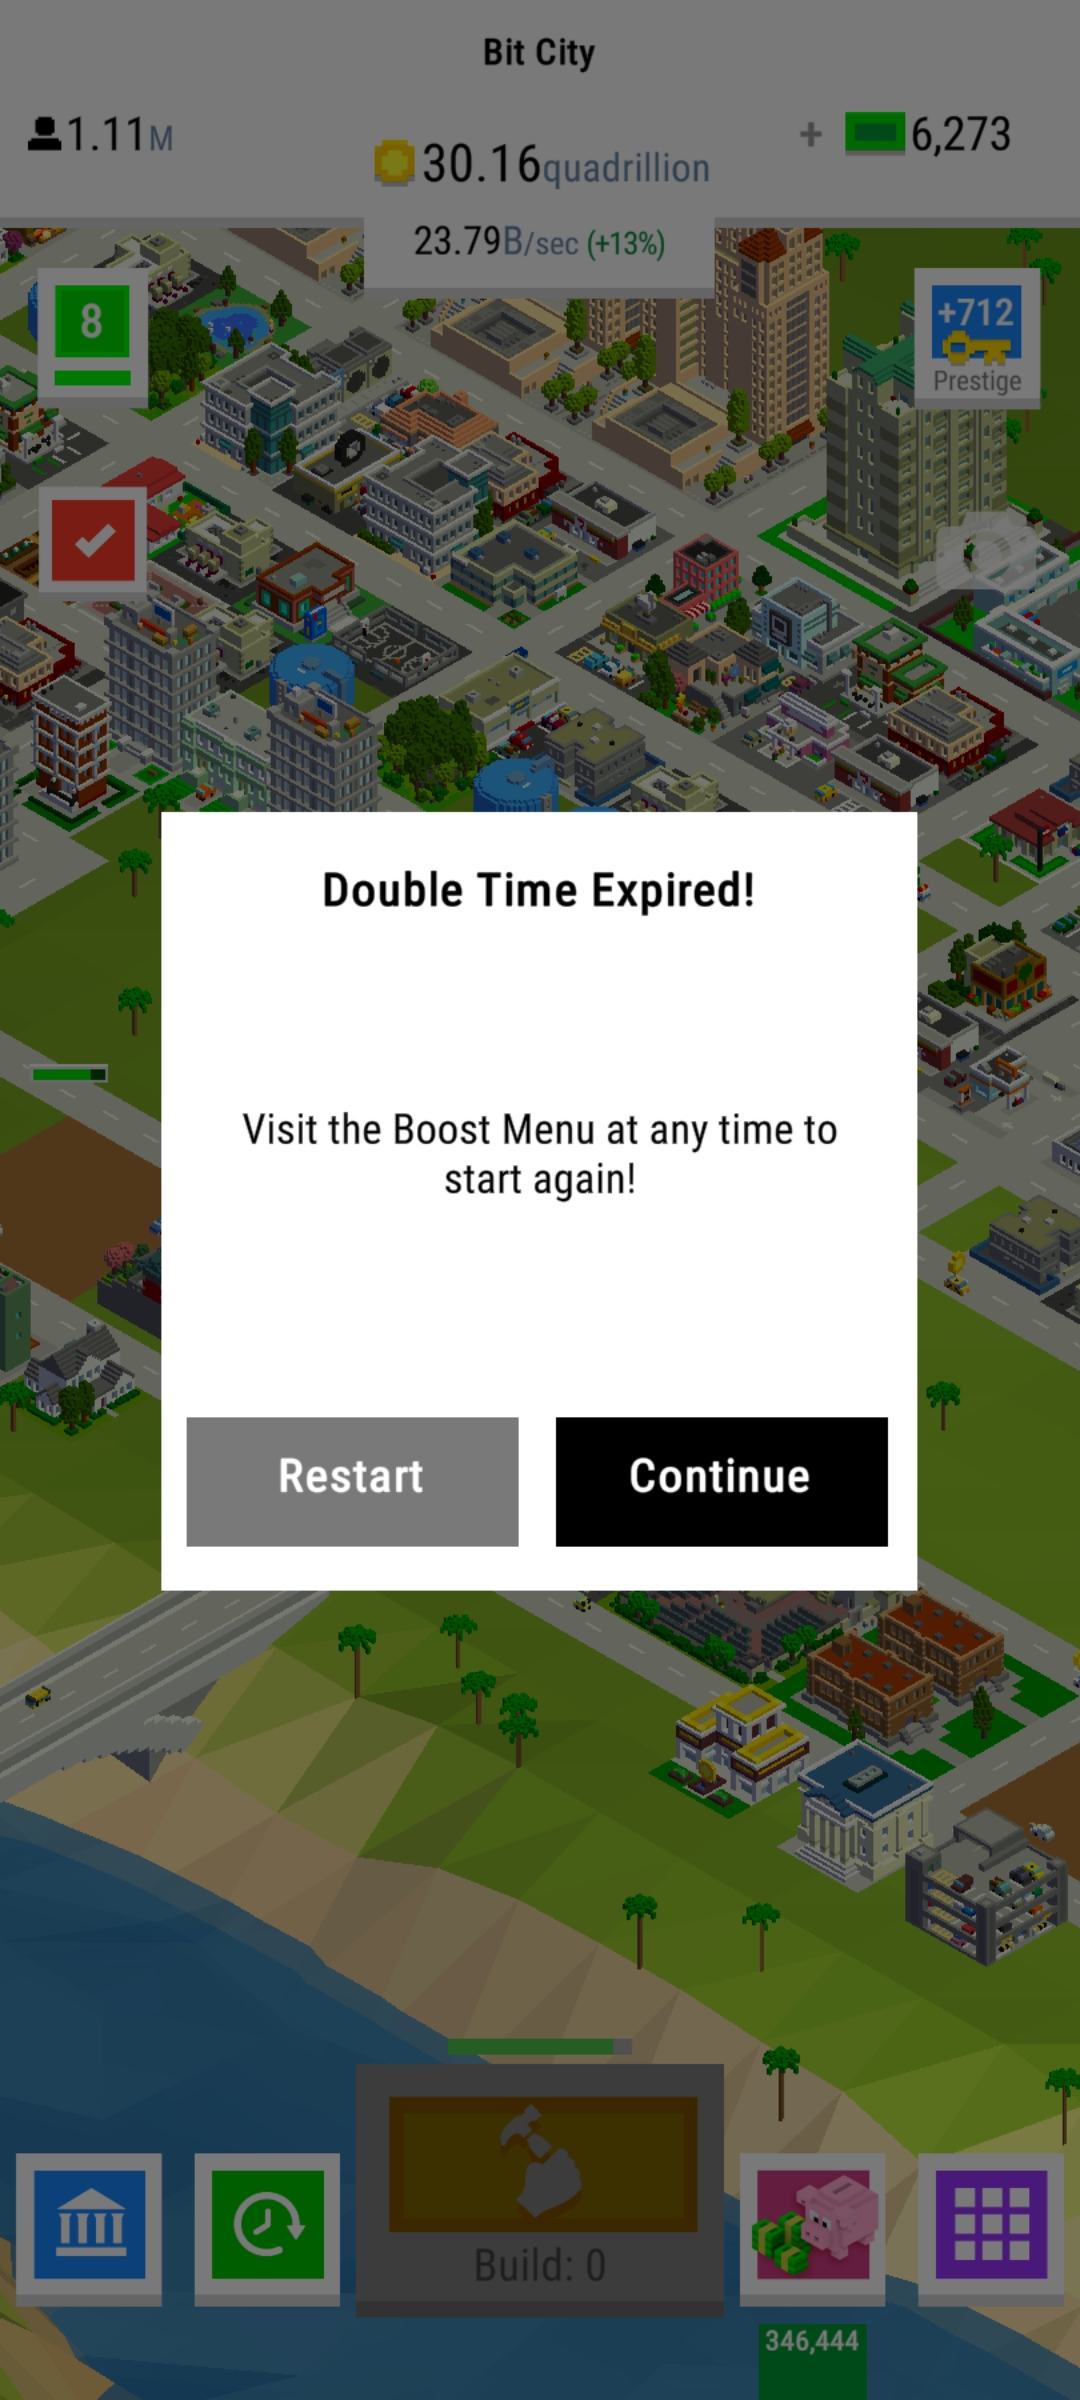 Bit City
1.11M
30.16quadrillion
+ 6,273
23.79B/sec (+13%)
8
+712
Prestige
Double Time Expired!
Visit the Boost Menu at any time to
start again!
Restart
Continue
Build: 0
346,444